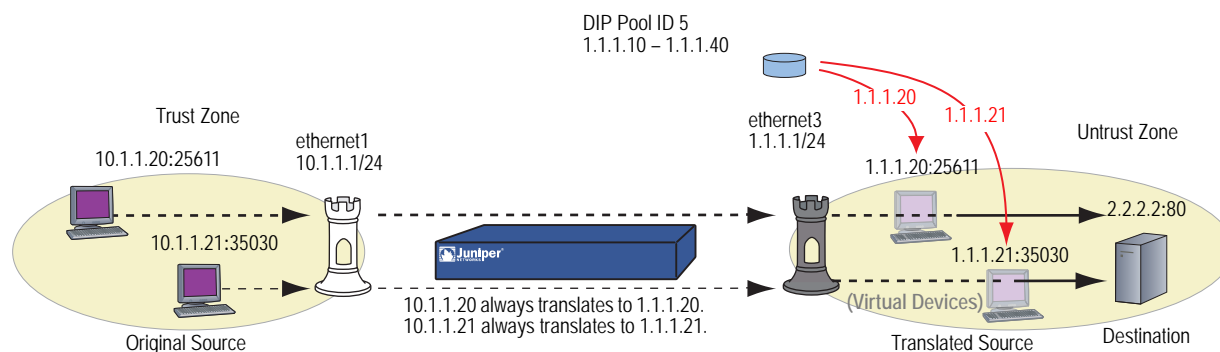 DIP Pool ID 5
1.1.1.10 – 1.1.1.40
1.1.1.20
1.1.1.21
Trust Zone
ethernet1
10.1.1.1/24
ethernet3
1.1.1.1/24
Untrust Zone
10.1.1.20:25611
1.1.1.20:25611
2.2.2.2:80
10.1.1.21:35030
Juniper
NETWORKS
1.1.1.21:35030
10.1.1.20 always translates to 1.1.1.20.
10.1.1.21 always translates to 1.1.1.21.
(Virtual Devices)
Original Source
Translated Source
Destination